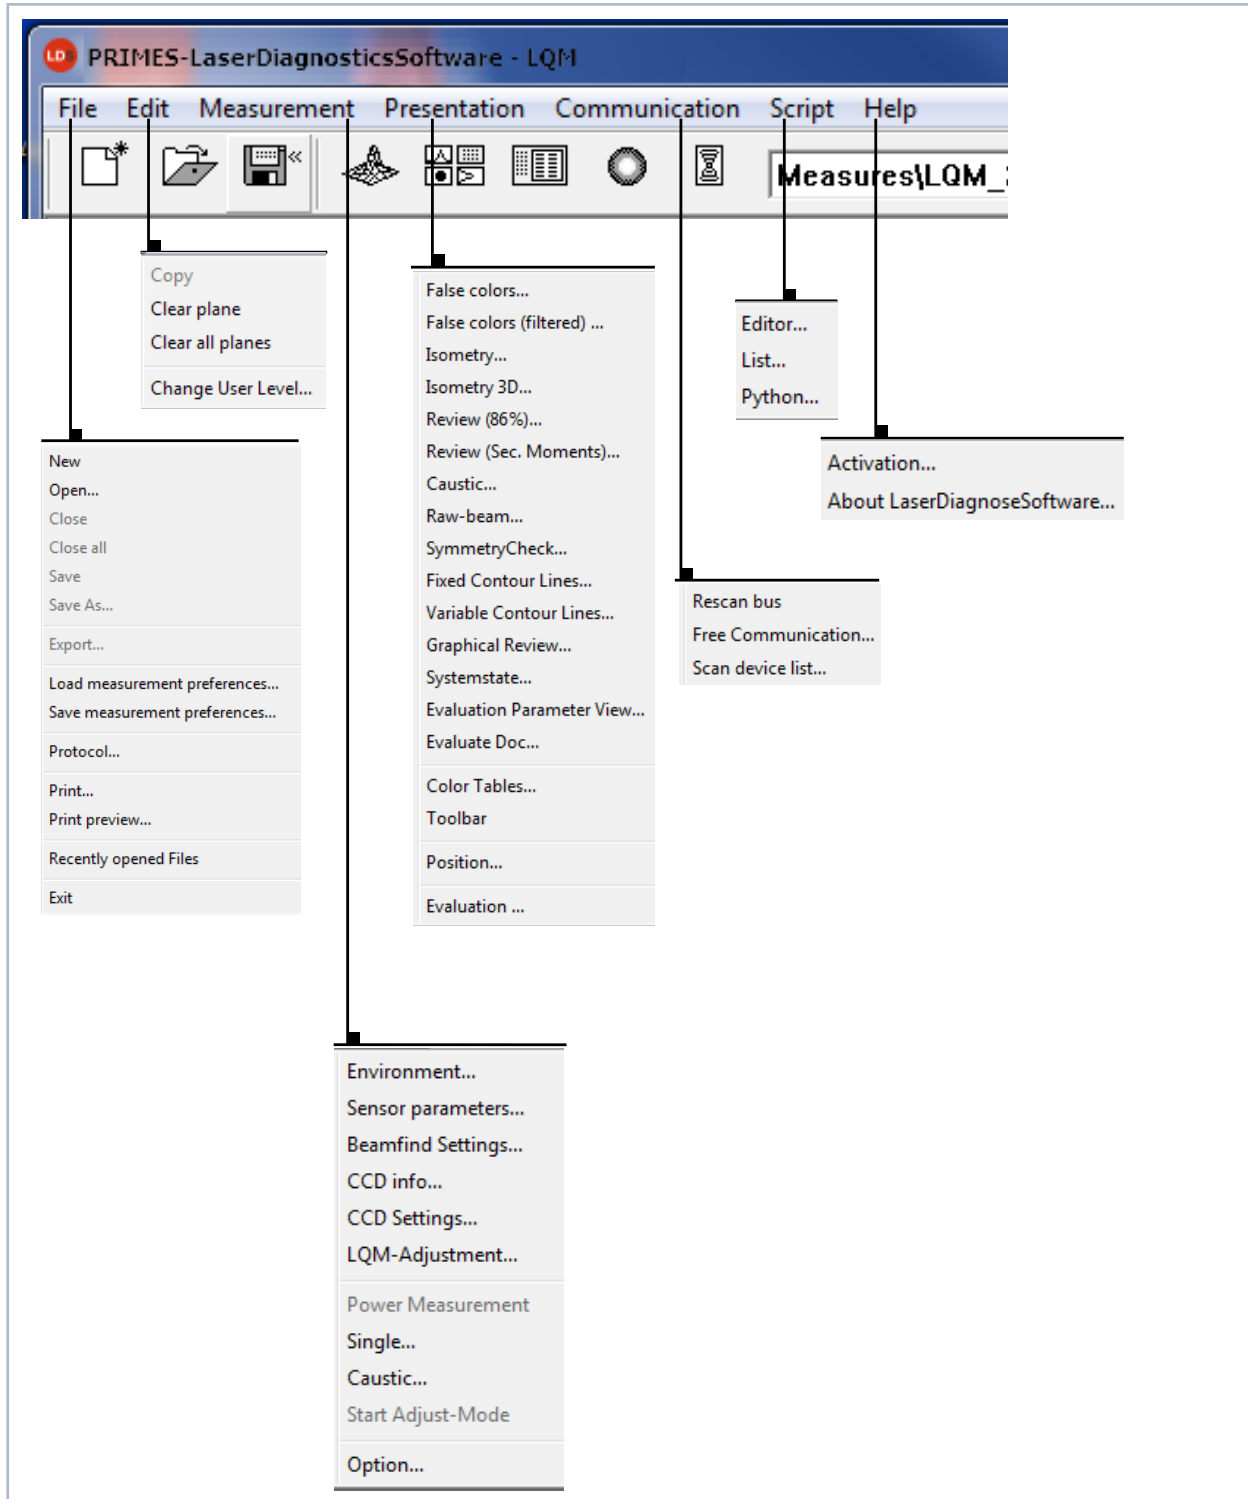 LDS PRIMES-LaserDiagnosticsSoftware - LQM
File Edit Measurement Presentation Communication Script Help
Measures\LQM_
Copy
Clear plane
Clear all planes
Change User Level...
False colors...
False colors (filtered) ...
Isometry...
Isometry 3D...
Review (86%)...
Review (Sec. Moments)...
Caustic...
Raw-beam...
SymmetryCheck...
Fixed Contour Lines...
Variable Contour Lines...
Graphical Review...
Systemstate...
Evaluation Parameter View...
Evaluate Doc...
Color Tables...
Toolbar
Position...
Evaluation ...
Editor...
List...
Python...
Activation...
About LaserDiagnoseSoftware...
New
Open...
Close
Close all
Save
Save As...
Export...
Load measurement preferences...
Save measurement preferences...
Protocol...
Print...
Print preview...
Recently opened Files
Exit
Rescan bus
Free Communication...
Scan device list...
Environment...
Sensor parameters...
Beamfind Settings...
CCD info...
CCD Settings...
LQM-Adjustment...
Power Measurement
Single...
Caustic...
Start Adjust-Mode
Option...